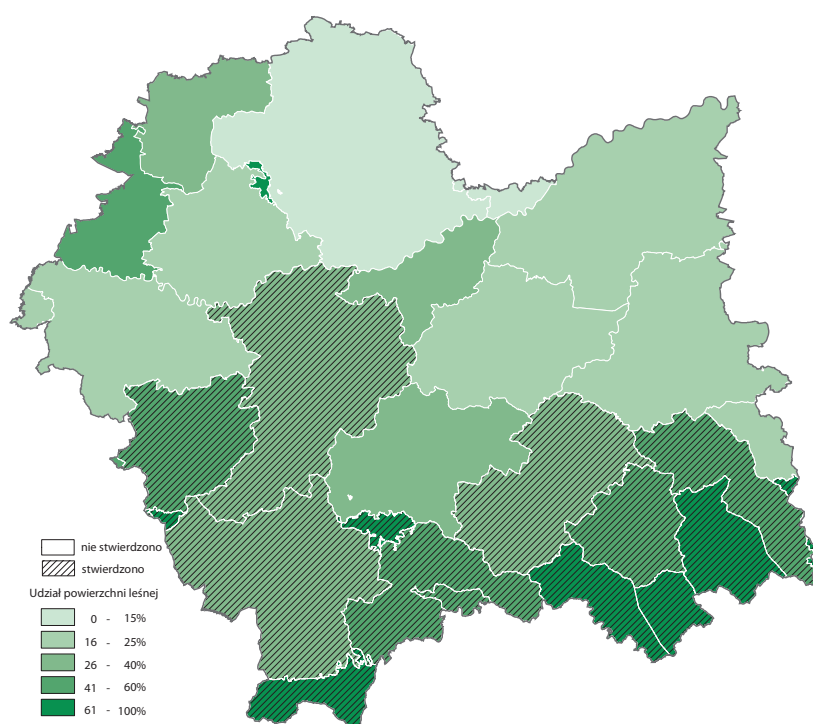 nie stwierdzono
stwierdzono
Udział powierzchni leśnej
0 - 15%
16 - 25%
26 - 40%
41 - 60%
61 - 100%